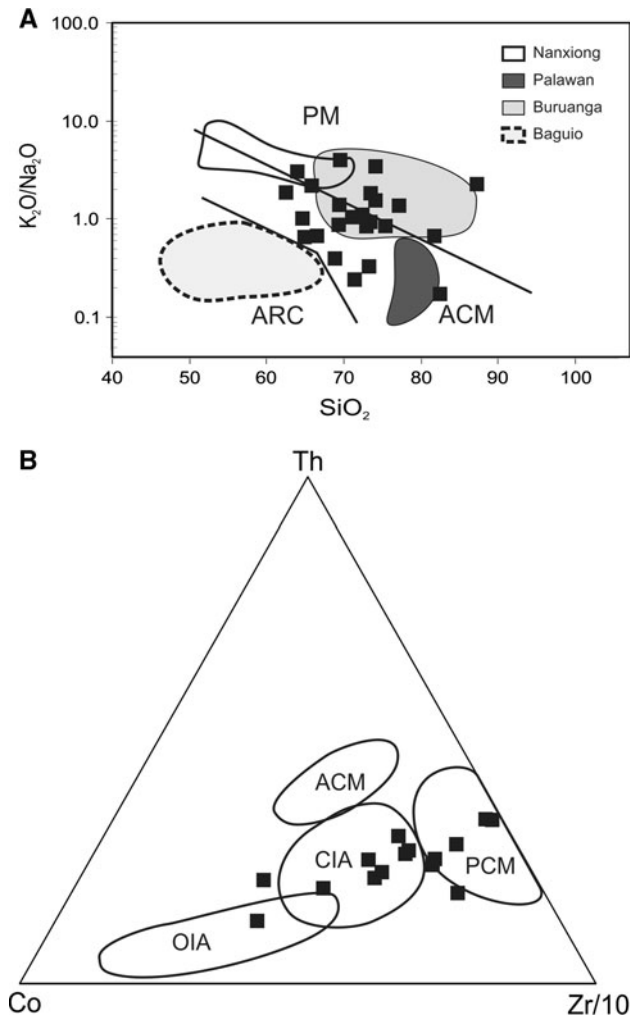 A
100.0
10.0
1.0
0.1
K₂O/Na₂O
PM
ARC
ACM
Nanxiong
Palawan
Buruanga
Baguio
40 50 60 70 80 90 100
SiO₂
B
Th
ACM
CIA
PCM
OIA
Co
Zr/10